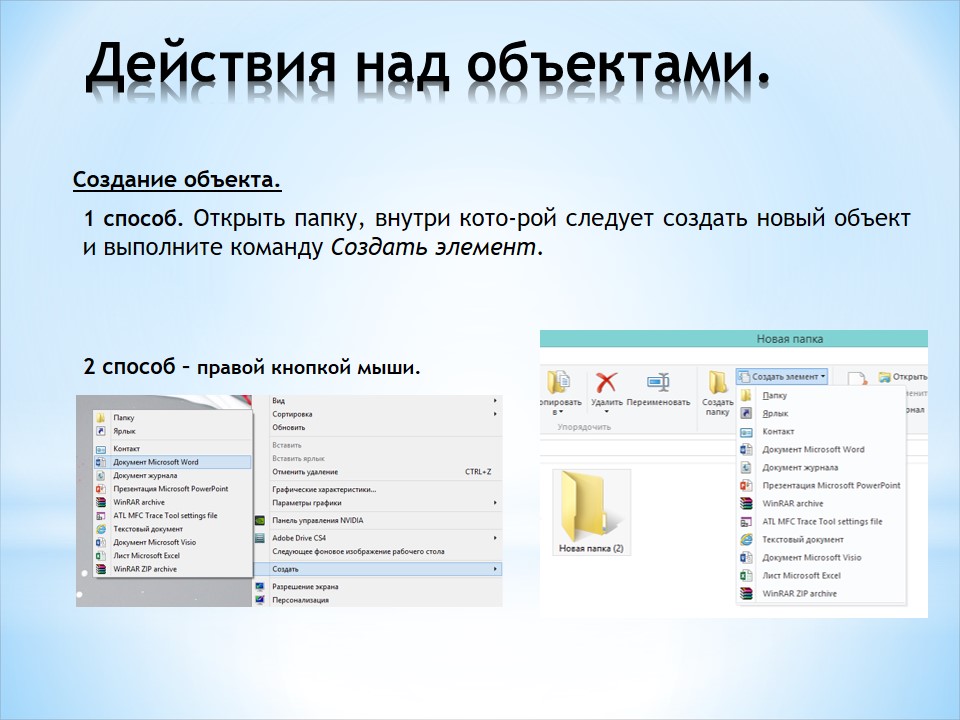 Действия над объектами.
Создание объекта.
1 способ. Открыть папку, внутри кото-рой следует создать новый объект
и выполните команду Создать элемент.
2 способ – правой кнопкой мыши.
Папку
Ярлык
Контакт
Документ Microsoft Word
Документ журнала
Презентация Microsoft PowerPoint
WinRAR archive
ATL MFC Trace Tool settings file
Текстовый документ
Документ Microsoft Visio
Лист Microsoft Excel
WinRAR ZIP archive
Вид
Сортировка
Обновить
Вставить
Вставить ярлык
Отменить удаление CTRL+Z
Графические характеристики...
Параметры графики
Панель управления NVIDIA
Adobe Drive CS4
Следующее фоновое изображение рабочего стола
Создать
Разрешение экрана
Персонализация
Новая папка
опировать
в
Удалить
Переименовать
Создать
папку
Создать элемент
Открыть
Упорядочить
Папку
Ярлык
Контакт
Документ Microsoft Word
Документ журнала
Презентация Microsoft PowerPoint
WinRAR archive
ATL MFC Trace Tool settings file
Текстовый документ
Документ Microsoft Visio
Лист Microsoft Excel
WinRAR ZIP archive
Новая папка (2)